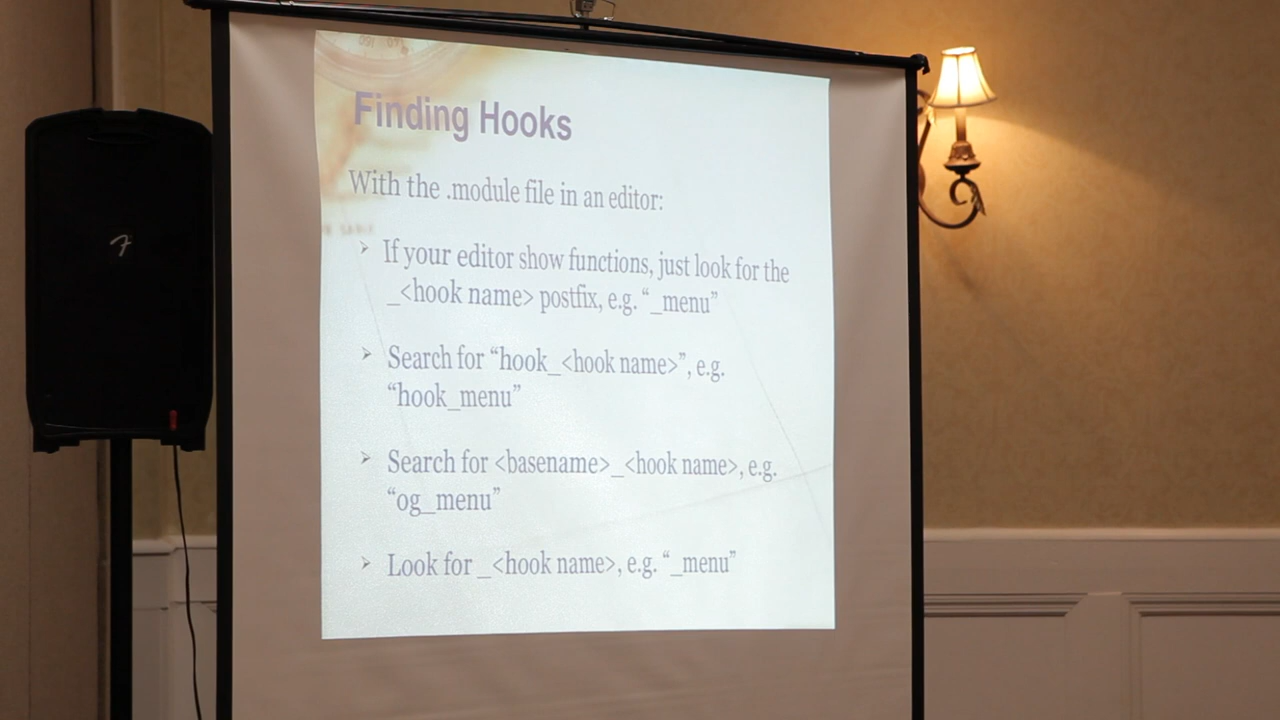 Finding Hooks
With the .module file in an editor:
➢ If your editor show functions, just look for the
_<hook name> postfix, e.g. “_menu”
➢ Search for “hook_<hook name>”, e.g.
“hook_menu”
➢ Search for <basename>_<hook name>, e.g.
“og_menu”
➢ Look for _<hook name>, e.g. “_menu”